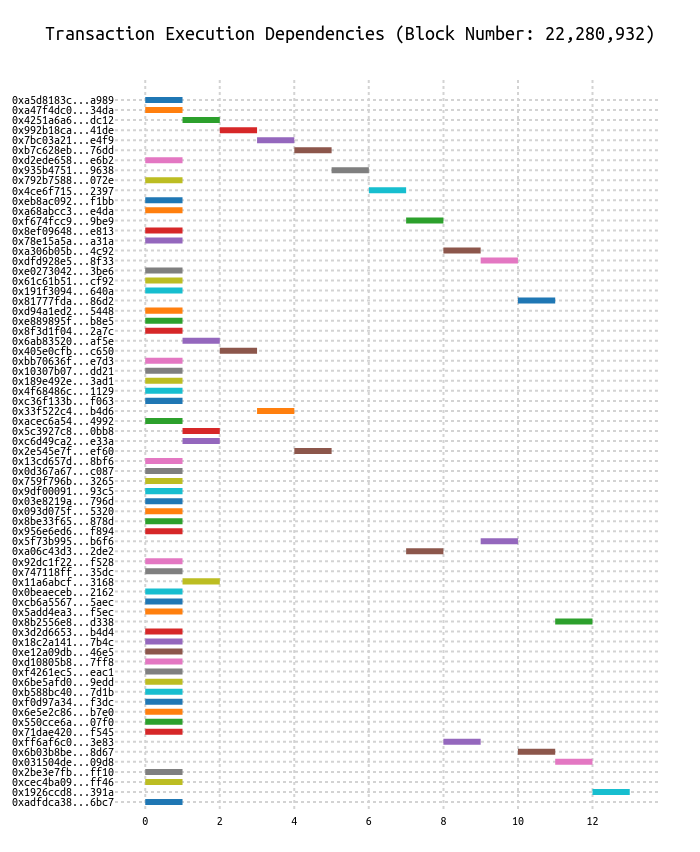 Transaction Execution Dependencies (Block Number: 22,280,932)
0xa5d8183c...a989
0xa47f4dc0...34da
0x4251a6a6...dc12
0x992b18ca...41de
0x7bc03a21...e4f9
0xb7c628eb...76dd
0xd2ede658...e6b2
0x935b4751...9638
0x792b7588...072e
0x4ce6f715...2397
0xeb8ac092...f1bb
0xa68abcc3...e4da
0xf674fcc9...9be9
0x8ef09648...e813
0x78e15a5a...a31a
0xa306b05b...4c92
0xdfd928e5...8f33
0xe0273042...3be6
0x61c61b51...cf92
0x191f3094...640a
0x81777fda...86d2
0xd94a1ed2...5448
0xe889895f...b8e5
0x8f3d1f04...2a7c
0x6ab83520...af5e
0x405e0cfb...c650
0xbb70636f...e7d3
0x10307b07...dd21
0x189e492e...3ad1
0x4f68486c...1129
0xc36f133b...f063
0x33f522c4...b4d6
0xacec6a54...4992
0x5c3927c8...0bb8
0xc6d49ca2...e33a
0x2e545e7f...ef60
0x13cd657d...8bf6
0x0d367a67...c087
0x759f796b...3265
0x9df00091...93c5
0x03e8219a...796d
0x093d075f...5320
0x8be33f65...878d
0x956e6ed6...f894
0x5f73b995...b6f6
0xa06c43d3...2de2
0x92dc1f22...f528
0x747118ff...35dc
0x11a6abcf...3168
0x0beaeceb...2162
0xcb6a5567...5aec
0x5add4ea3...f5ec
0x8b2556e8...d338
0x3d2d6653...b4d4
0x18c2a141...7b4c
0xe12a09db...46e5
0xd10805b8...7ff8
0xf4261ec5...eac1
0x6be5afd0...9edd
0xb588bc40...7d1b
0xf0d97a34...f3dc
0x6e5e2c86...b7e0
0x550cce6a...07f0
0x71dae420...f545
0xff6af6c0...3e83
0x6b03b8be...8d67
0x031504de...09d8
0x2be3e7fb...ff10
0xcec4ba09...ff46
0x1926ccd8...391a
0xadfdca38...6bc7
0 2 4 6 8 10 12